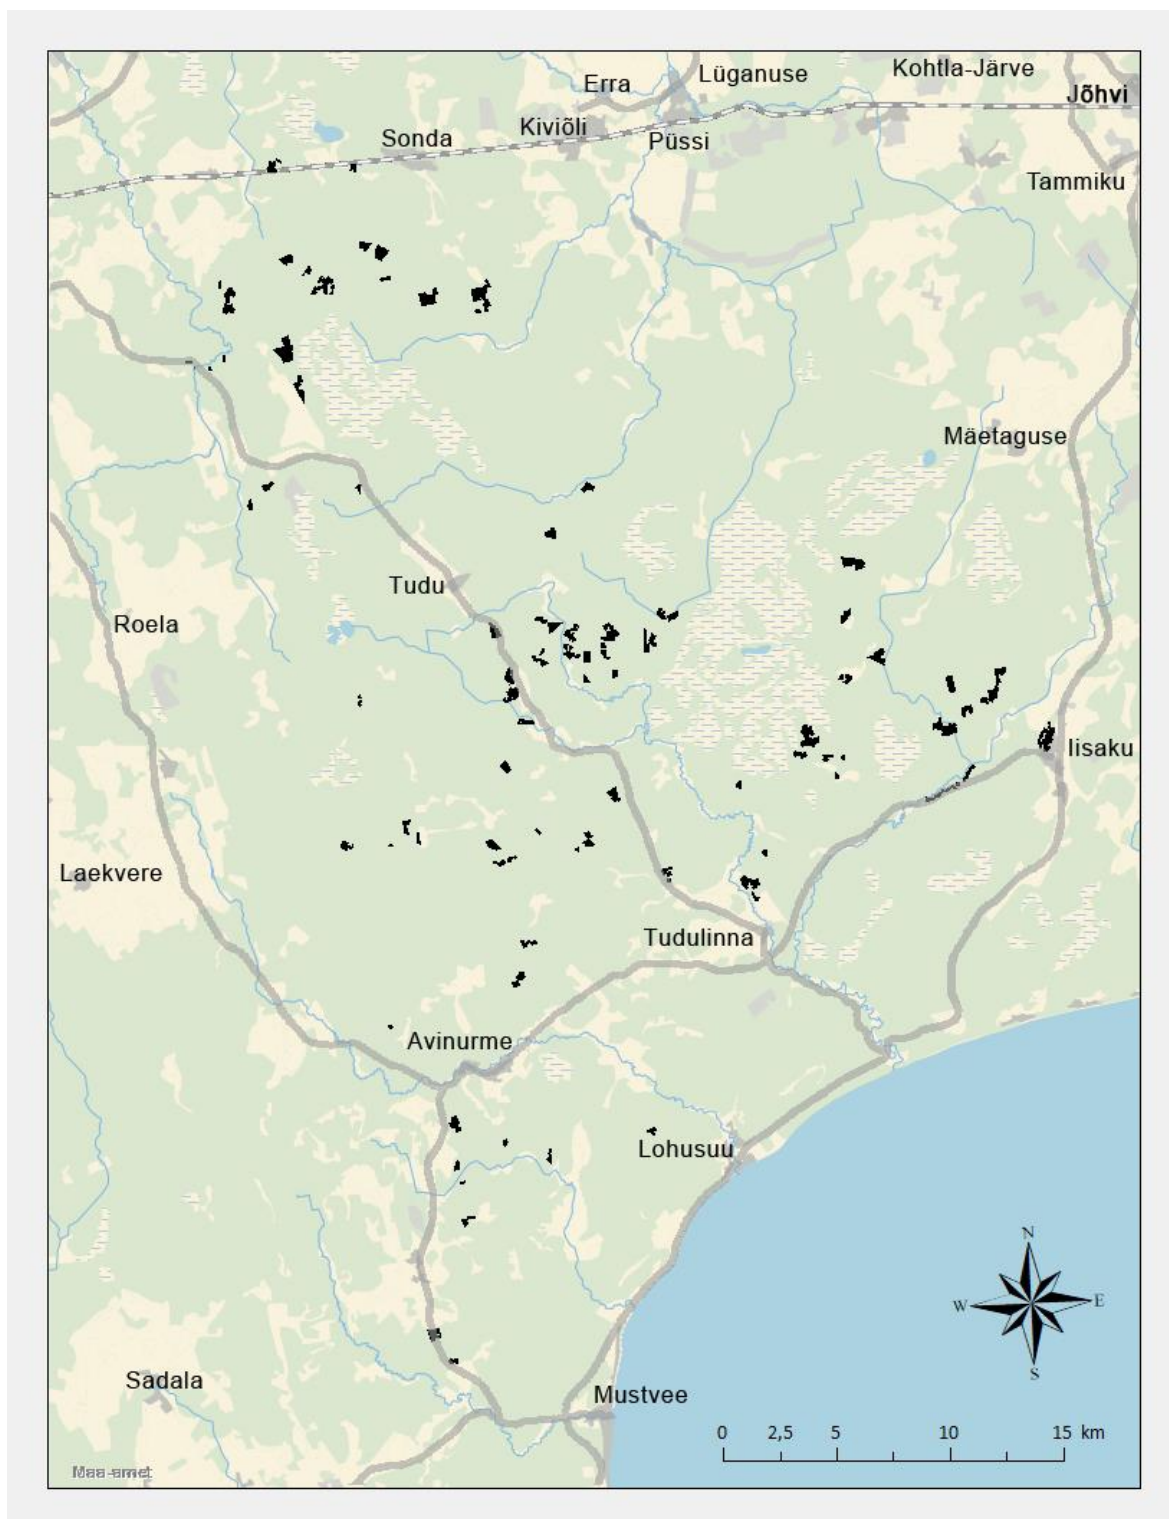 Kohtla-Järve
Erra
Lüganuse
Jõhvi
Kiviõli
Sonda
Püssi
Tammiku
Mäetaguse
Tudu
Roela
Iisaku
Laekvere
Tudulinna
Avinurme
Lohusuu
N
W
E
S
Sadala
Mustvee
0 2,5 5 10 15 km
Maa-amet